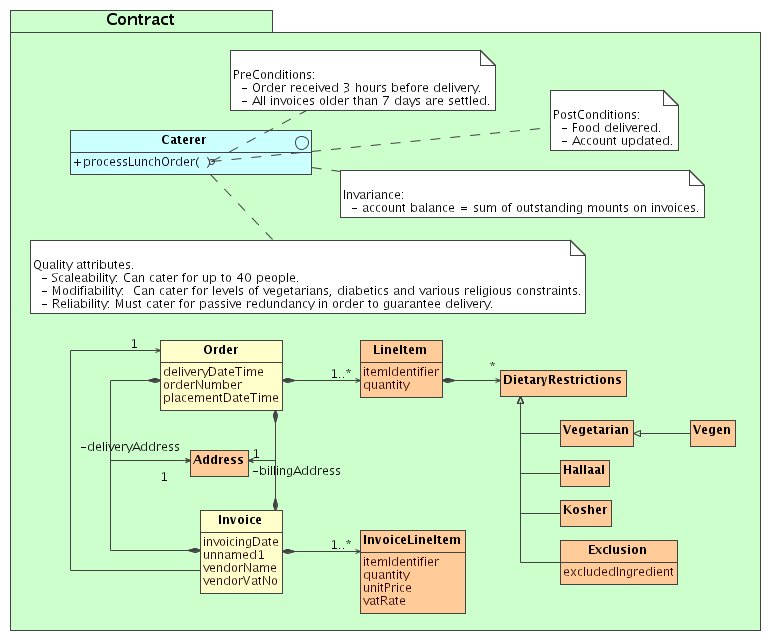 Contract
PreConditions:
- Order received 3 hours before delivery.
- All invoices older than 7 days are settled.
PostConditions:
- Food delivered.
- Account updated.
Caterer
+processLunchOrder( )
Invariance:
- account balance = sum of outstanding mounts on invoices.
Quality attributes.
- Scaleability: Can cater for up to 40 people.
- Modifiability: Can cater for levels of vegetarians, diabetics and various religious constraints.
- Reliability: Must cater for passive redundancy in order to guarantee delivery.
1
Order
deliveryDateTime
orderNumber
placementDateTime
1..*
LineItem
itemIdentifier
quantity
*
DietaryRestrictions
Vegetarian
Vegen
Hallaal
Kosher
Exclusion
excludedIngredient
-deliveryAddress
1
Address
1
-billingAddress
Invoice
invoicingDate
unnamed1
vendorName
vendorVatNo
1..*
InvoiceLineItem
itemIdentifier
quantity
unitPrice
vatRate